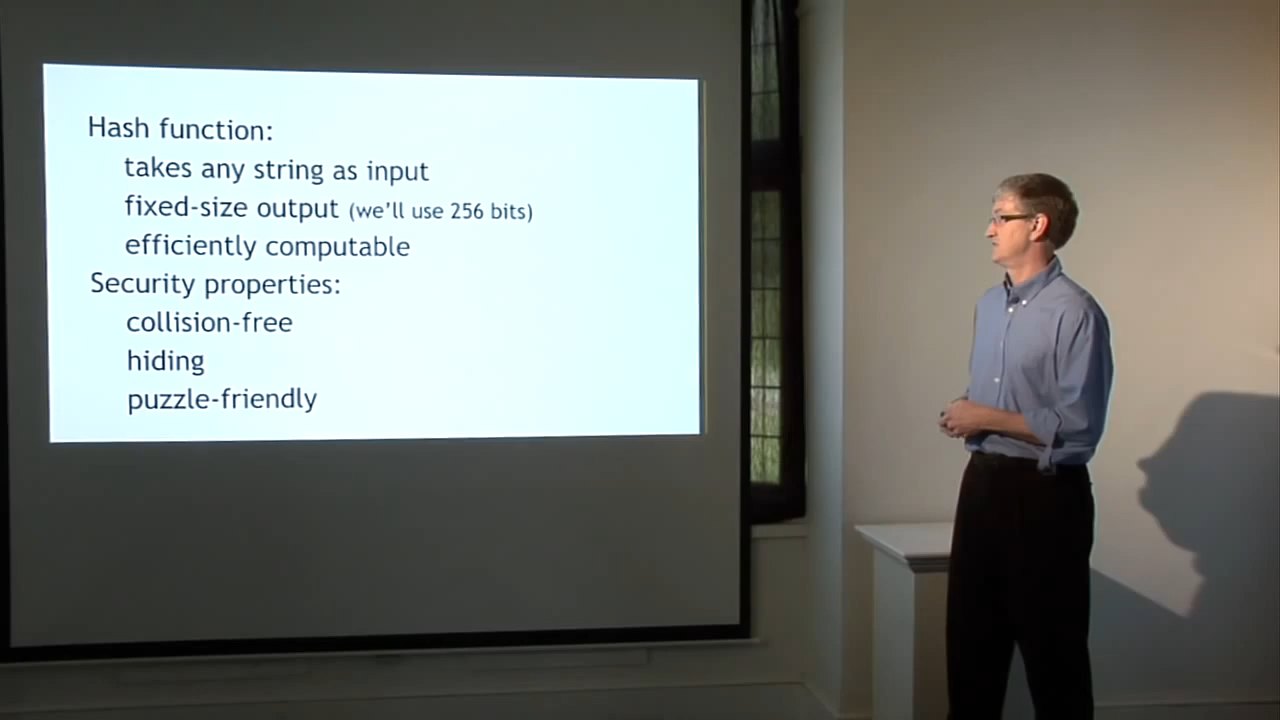 Hash function:
takes any string as input
fixed-size output (we’ll use 256 bits)
efficiently computable
Security properties:
collision-free
hiding
puzzle-friendly